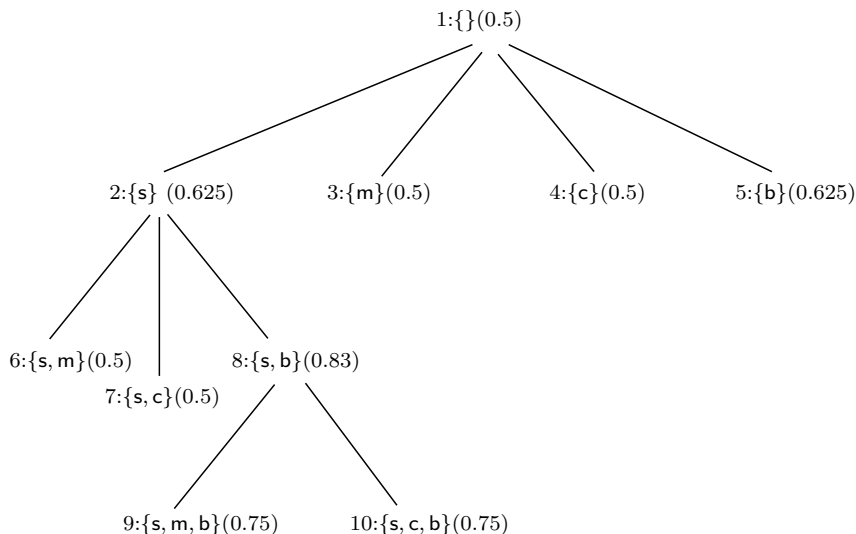 1:{}(0.5)
2:{s} (0.625)
3:{m}(0.5)
4:{c}(0.5)
5:{b}(0.625)
6:{s, m}(0.5)
7:{s, c}(0.5)
8:{s, b}(0.83)
9:{s, m, b}(0.75)
10:{s, c, b}(0.75)